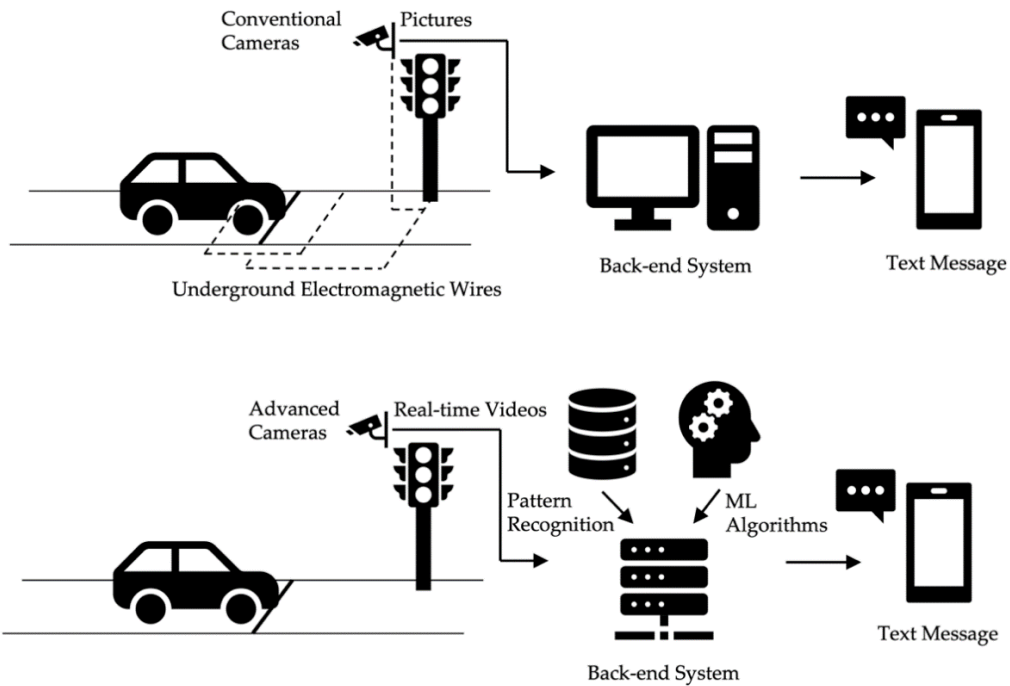 Conventional
Cameras
Pictures
Back-end System
Text Message
Underground Electromagnetic Wires
Advanced
Cameras
Real-time Videos
Pattern
Recognition
ML
Algorithms
Text Message
Back-end System